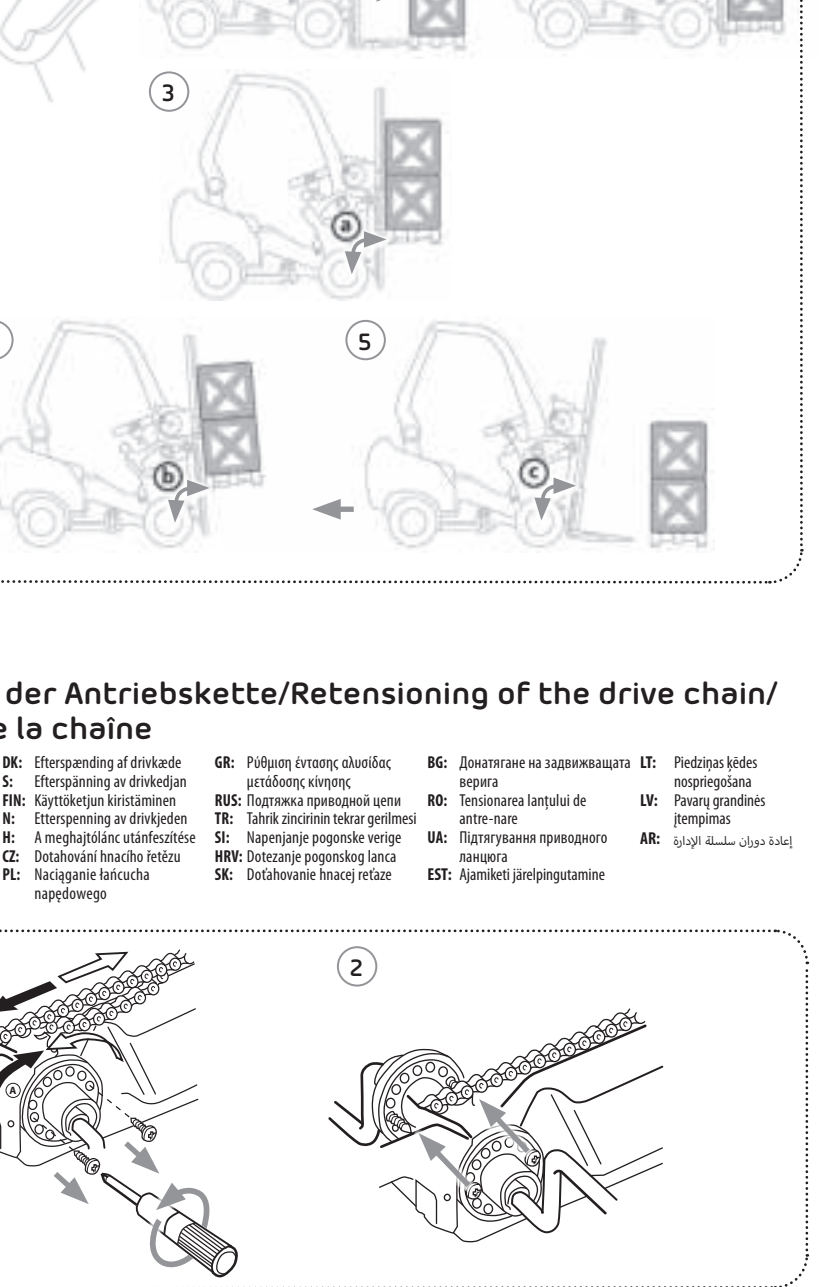 3
a
5
b
c
der Antriebskette/Retensioning of the drive chain/
e la chaîne
DK: Efterspænding af drivkæde
S: Efterspänning av drivkedjan
FIN: Käyttöketjun kiristäminen
N: Etterspenning av drivkjeden
H: A meghajtólánc utánfeszítése
CZ: Dotahování hnacího řetězu
PL: Naciąganie łańcucha
napędowego
GR: Ρύθμιση έντασης αλυσίδας
μετάδοσης κίνησης
RUS: Подтяжка приводной цепи
TR: Tahrik zincirinin tekrar gerilmesi
SI: Napenjanje pogonske verige
HRV: Dotezanje pogonskog lanca
SK: Doťahovanie hnacej reťaze
BG: Донатягане на задвижващата
верига
RO: Tensionarea lanțului de
antre-nare
UA: Підтягування приводного
ланцюга
EST: Ajamiketi järelpingutamine
LT: Piedziņas ķēdes
nospriegošana
LV: Pavarų grandinės
įtempimas
AR: إعادة دوران سلسلة الإدارة
2
A